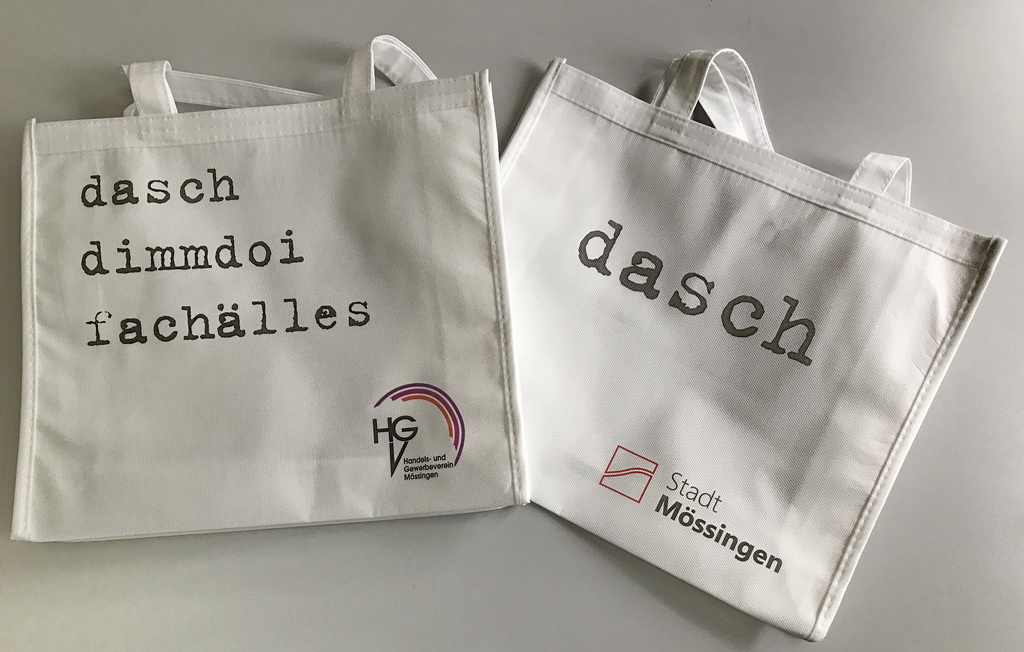 dasch
dimmdoi
fachälles
HGV
Handels- und
Gewerbeverein
Mössingen
dasch
Stadt
Mössingen